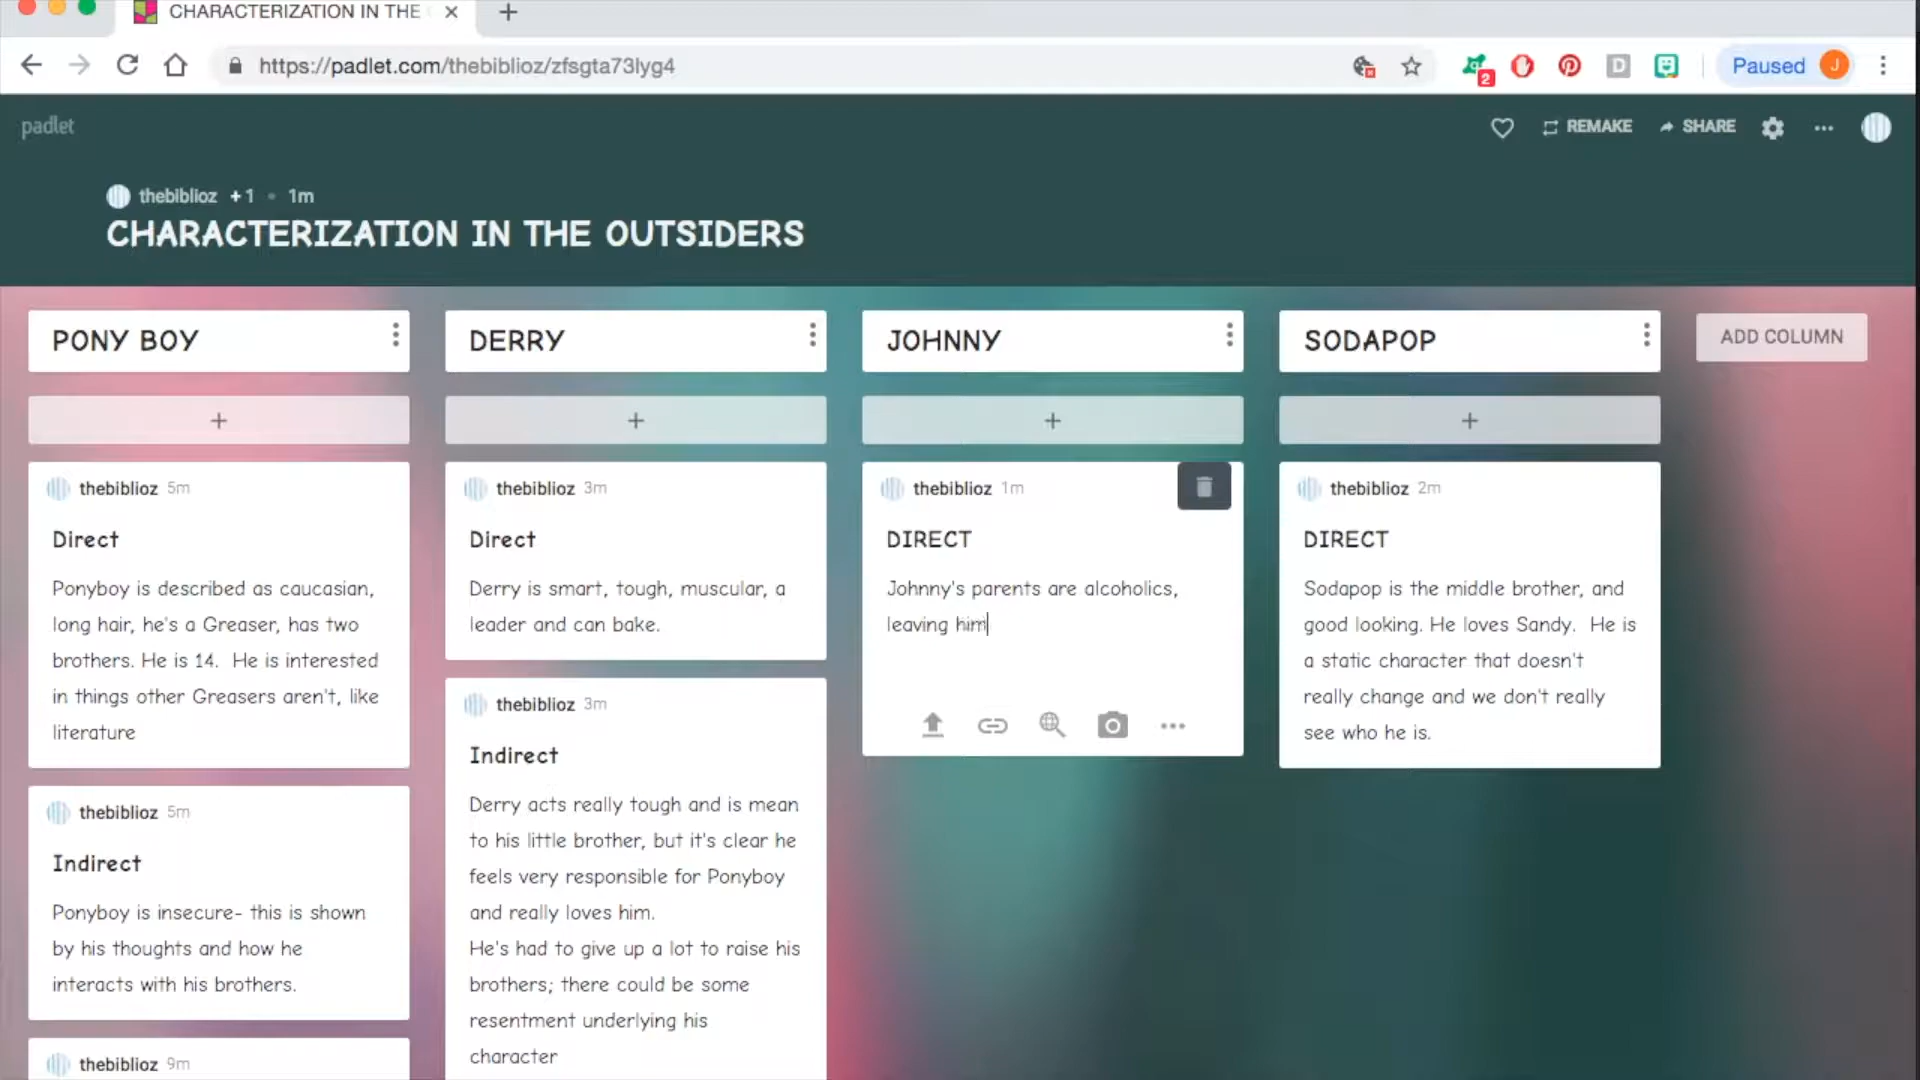 CHARACTERIZATION IN THE
https://padlet.com/thebiblioz/zfsgta73lyg4
2
D
Paused
J
padlet
REMAKE
SHARE
thebiblioz +1 • 1m
CHARACTERIZATION IN THE OUTSIDERS
PONY BOY
thebiblioz 5m
Direct
Ponyboy is described as caucasian,
long hair, he's a Greaser, has two
brothers. He is 14. He is interested
in things other Greasers aren't, like
literature
thebiblioz 5m
Indirect
Ponyboy is insecure- this is shown
by his thoughts and how he
interacts with his brothers.
thebiblioz 9m
DERRY
thebiblioz 3m
Direct
Derry is smart, tough, muscular, a
leader and can bake.
thebiblioz 3m
Indirect
Derry acts really tough and is mean
to his little brother, but it's clear he
feels very responsible for Ponyboy
and really loves him.
He's had to give up a lot to raise his
brothers; there could be some
resentment underlying his
character
JOHNNY
thebiblioz 1m
DIRECT
Johnny's parents are alcoholics,
leaving him
SODAPOP
thebiblioz 2m
DIRECT
Sodapop is the middle brother, and
good looking. He loves Sandy. He is
a static character that doesn't
really change and we don't really
see who he is.
ADD COLUMN